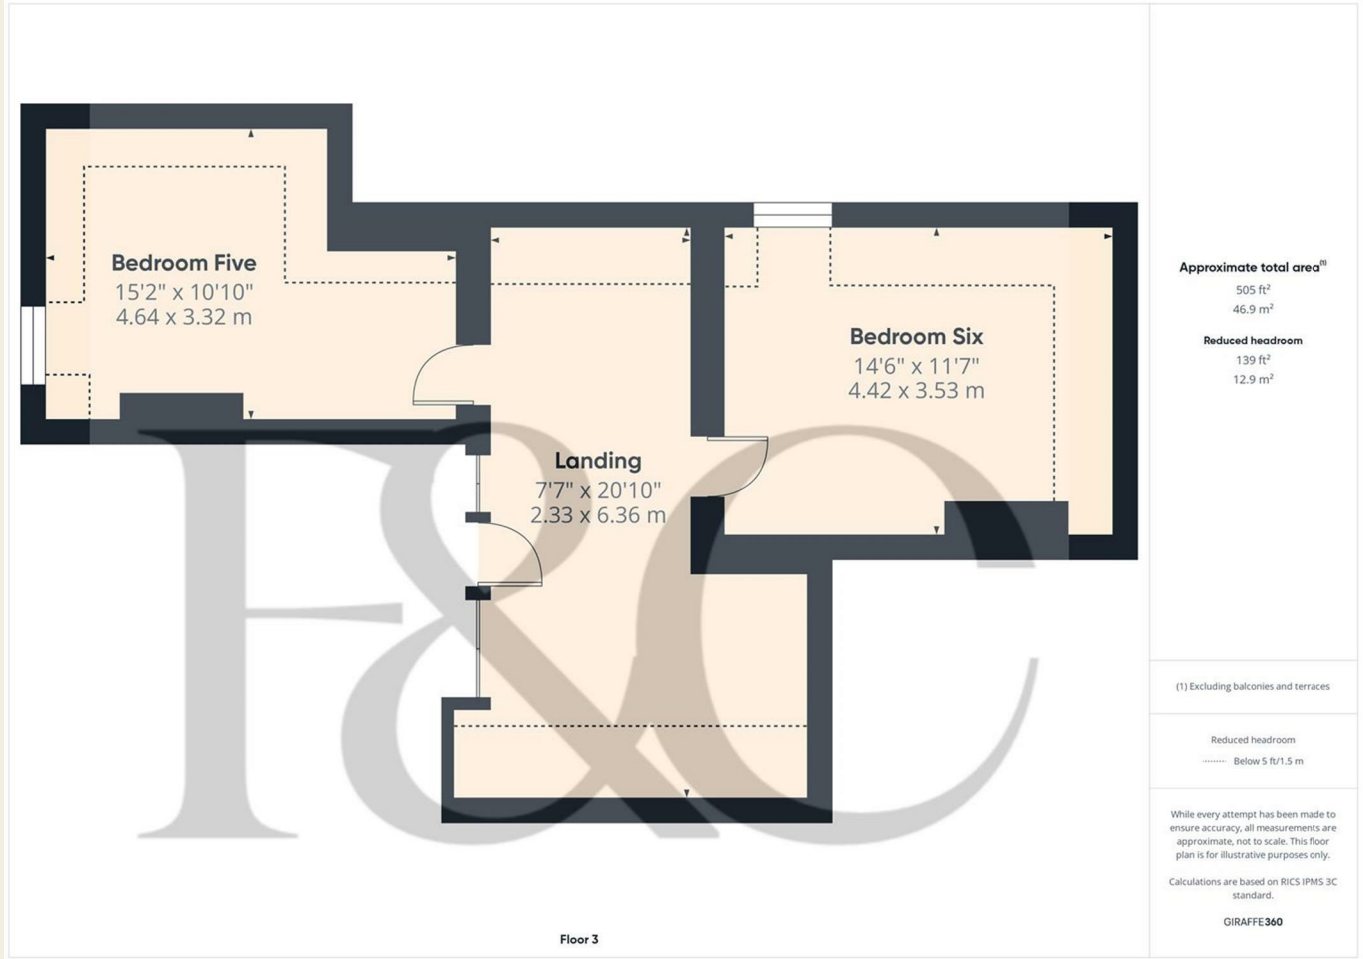 Bedroom Five
15'2" x 10'10"
4.64 x 3.32 m
Landing
7'7" x 20'10"
2.33 x 6.36 m
Bedroom Six
14'6" x 11'7"
4.42 x 3.53 m
F&C
Floor 3
Approximate total area⁽¹⁾
505 ft²
46.9 m²
Reduced headroom
139 ft²
12.9 m²
(1) Excluding balconies and terraces
Reduced headroom
Below 5 ft/1.5 m
While every attempt has been made to
ensure accuracy, all measurements are
approximate, not to scale. This floor
plan is for illustrative purposes only.
Calculations are based on RICS IPMS 3C
standard.
GIRAFFE360